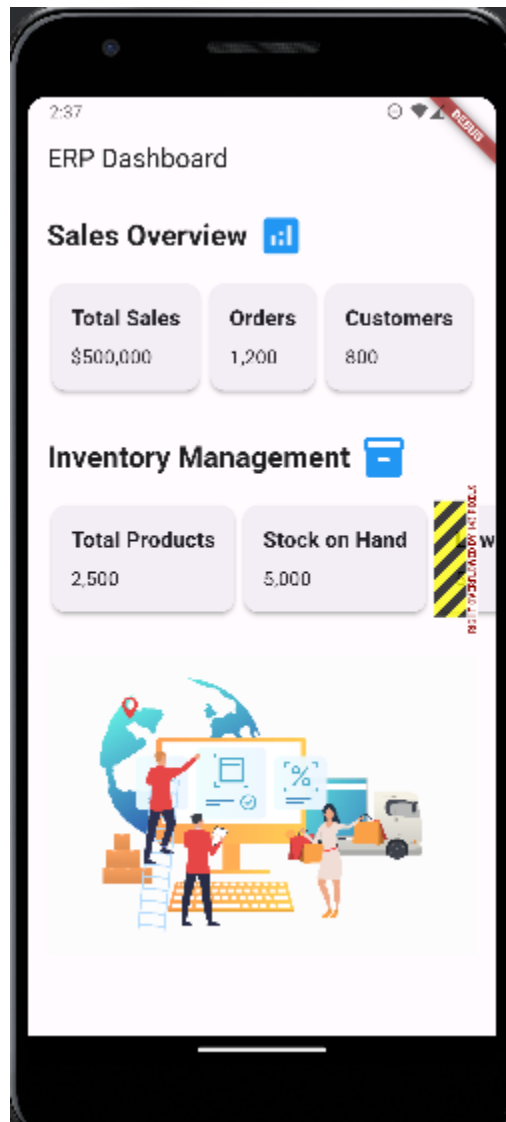 2:37
DEBUG
ERP Dashboard
Sales Overview
Total Sales
Orders
Customers
$500,000
1,200
800
Inventory Management
Total Products
Stock on Hand
2,500
5,000
%